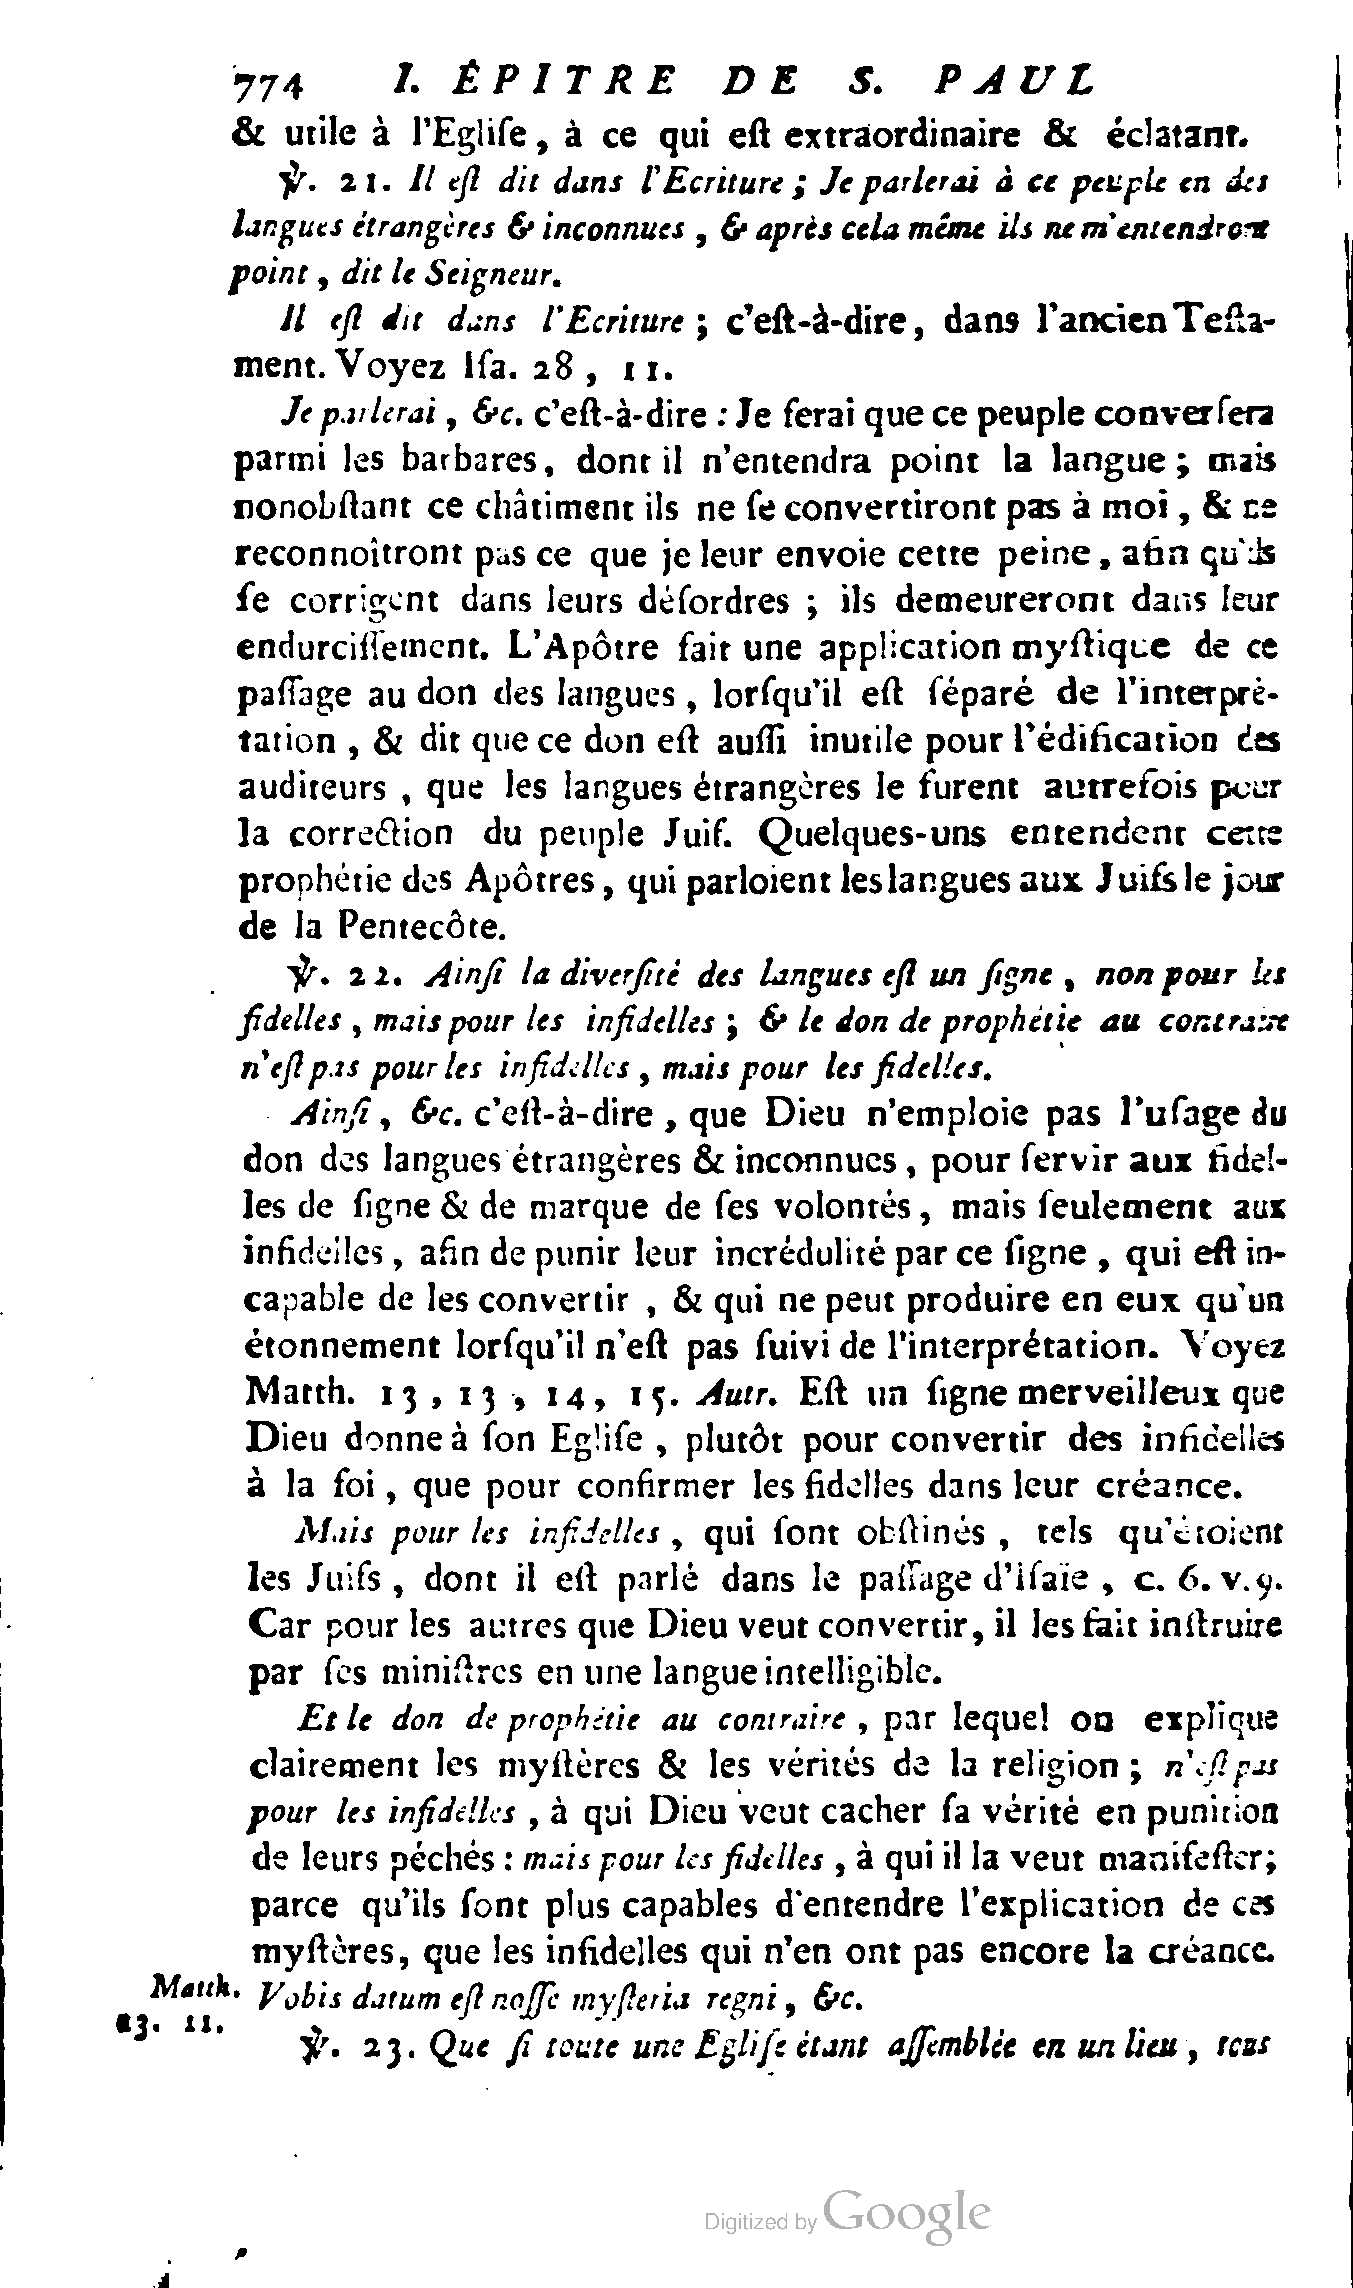 774 I. ÉPITRE DE S. PAUL
& utile à l'Egliſe, à ce qui eſt extraordinaire & éclatant.
℣. 21. Il eſt dit dans l'Ecriture ; Je parlerai à ce peuple en des
langues étrangères & inconnues, & après cela même ils ne m'entendront
point, dit le Seigneur.
Il eſt dit dans l'Ecriture ; c'eſt-à-dire, dans l'ancien Teſta-
ment. Voyez Iſa. 28, 11.
Je parlerai, &c. c'eſt-à-dire : Je ferai que ce peuple converſera
parmi les barbares, dont il n'entendra point la langue ; mais
nonobſtant ce châtiment ils ne ſe convertiront pas à moi, & ne
reconnoîtront pas ce que je leur envoie cette peine, afin qu'ils
ſe corrigent dans leurs déſordres ; ils demeureront dans leur
endurciſſement. L'Apôtre fait une application myſtique de ce
paſſage au don des langues, lorſqu'il eſt ſéparé de l'interpré-
tation, & dit que ce don eſt auſſi inutile pour l'édification des
auditeurs, que les langues étrangères le furent autrefois pour
la correction du peuple Juif. Quelques-uns entendent cette
prophétie des Apôtres, qui parloient les langues aux Juifs le jour
de la Pentecôte.
℣. 22. Ainſi la diverſité des langues eſt un ſigne, non pour les
fidelles, mais pour les infidelles ; & le don de prophétie au contraire
n'eſt pas pour les infidelles, mais pour les fidelles.
Ainſi, &c. c'eſt-à-dire, que Dieu n'emploie pas l'uſage du
don des langues étrangères & inconnues, pour ſervir aux fidel-
les de ſigne & de marque de ſes volontés, mais ſeulement aux
infidelles, afin de punir leur incrédulité par ce ſigne, qui eſt in-
capable de les convertir, & qui ne peut produire en eux qu'un
étonnement lorſqu'il n'eſt pas ſuivi de l'interprétation. Voyez
Matth. 13, 13, 14, 15. Autr. Eſt un ſigne merveilleux que
Dieu donne à ſon Egliſe, plutôt pour convertir des infidelles
à la foi, que pour confirmer les fidelles dans leur créance.
Mais pour les infidelles, qui ſont obſtinés, tels qu'étoient
les Juifs, dont il eſt parlé dans le paſſage d'iſaïe, c. 6. v. 9.
Car pour les autres que Dieu veut convertir, il les fait inſtruire
par ſes miniſtres en une langue intelligible.
Et le don de prophétie au contraire, par lequel on explique
clairement les myſtères & les vérités de la religion ; n'eſt pas
pour les infidelles, à qui Dieu veut cacher ſa vérité en punition
de leurs péchés : mais pour les fidelles, à qui il la veut manifeſter;
parce qu'ils ſont plus capables d'entendre l'explication de ces
myſtères, que les infidelles qui n'en ont pas encore la créance.
Matth. Vobis datum eſt noſſe myſteria regni, &c.
13. 11.
℣. 23. Que ſi toute une Egliſe étant aſſemblée en un lieu, tous
Digitized by Google